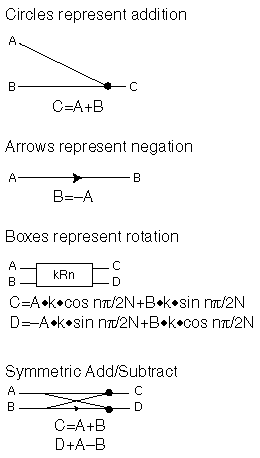 Circles represent addition
A
B C
C=A+B
Arrows represent negation
A B
B=–A
Boxes represent rotation
A kRn C
B D
C=A◆k◆cos nπ/2N+B◆k◆sin nπ/2N
D=–A◆k◆sin nπ/2N+B◆k◆cos nπ/2N
Symmetric Add/Subtract
A C
B D
C=A+B
D+A–B